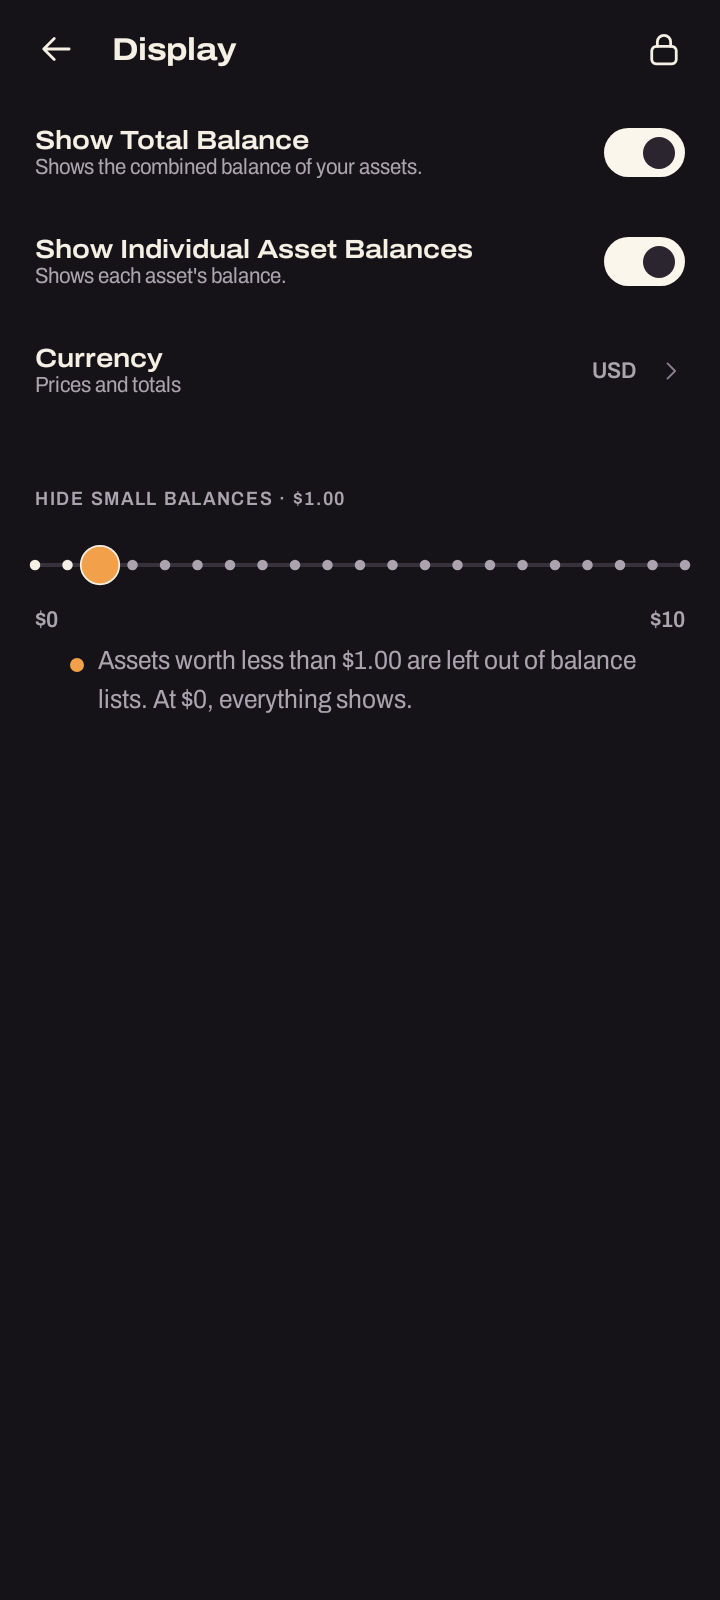 Display
Show Total Balance
Shows the combined balance of your assets.
Show Individual Asset Balances
Shows each asset's balance.
Currency
Prices and totals
USD
HIDE SMALL BALANCES · $1.00
$0
$10
Assets worth less than $1.00 are left out of balance
lists. At $0, everything shows.